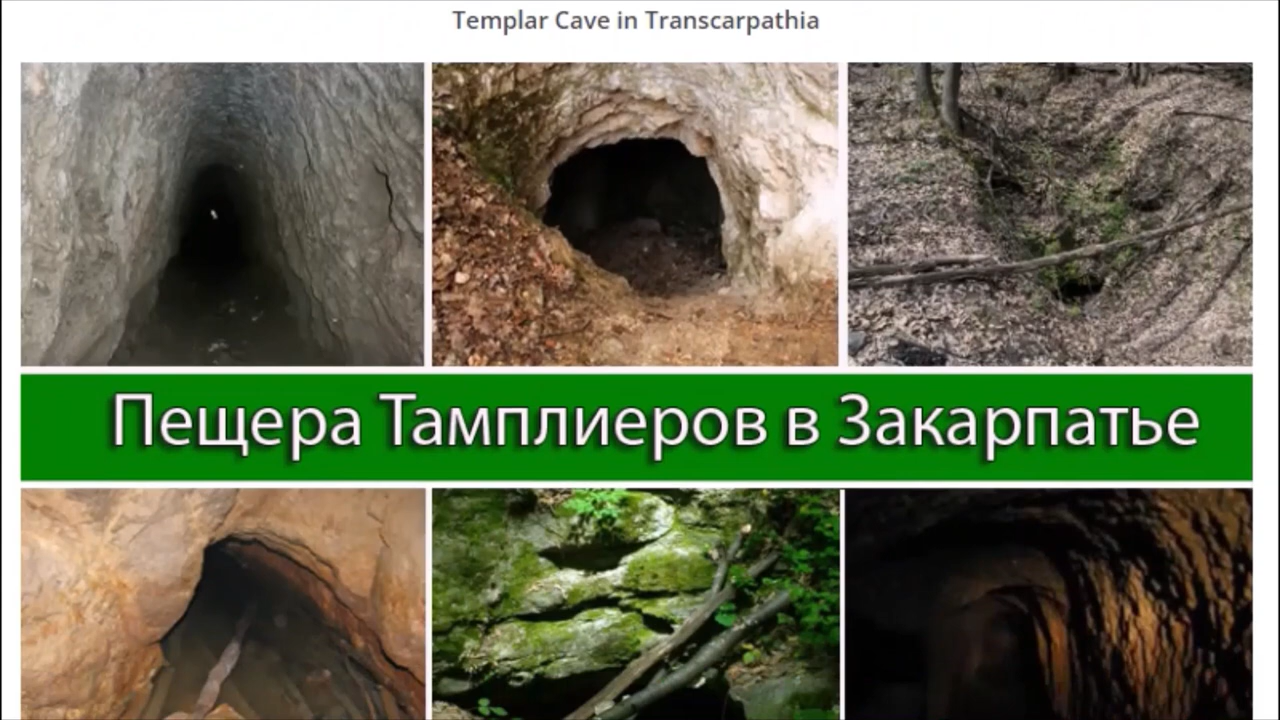 Templar Cave in Transcarpathia
Пещера Тамплиеров в Закарпатье